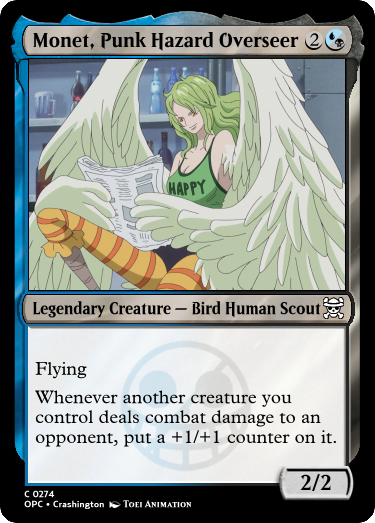 Monet, Punk Hazard Overseer 2
HAPPY
Legendary Creature — Bird Human Scout
Flying
Whenever another creature you
control deals combat damage to an
opponent, put a +1/+1 counter on it.
2/2
C 0274
OPC • Crashington TOEI ANIMATION